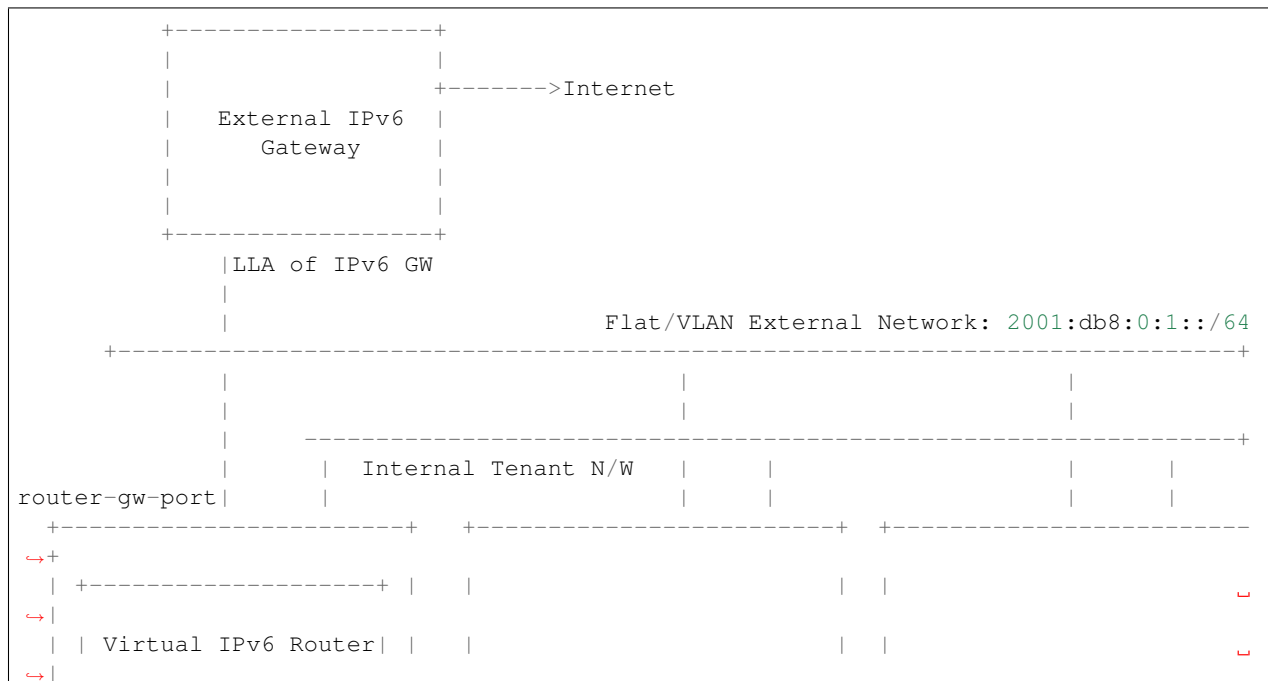 +------------------+
|                  |
|                  +------->Internet
|   External IPv6  |
|      Gateway     |
|                  |
|                  |
+------------------+
|LLA of IPv6 GW
|
|                          Flat/VLAN External Network: 2001:db8:0:1::/64
+------------------------------------------------------------------------------+
|                               |                          |
|                               |                          |
|     -----------------------------------------------------------------+
|      |  Internal Tenant N/W   |     |                    |      |
router-gw-port|      |                        |     |                    |      |
+------------------------+   +-------------------------+  +-------------------------
↪+
| +--------------------+ |   |                         |  |                        ␣
↪|
| | Virtual IPv6 Router| |   |                         |  |                        ␣
↪|